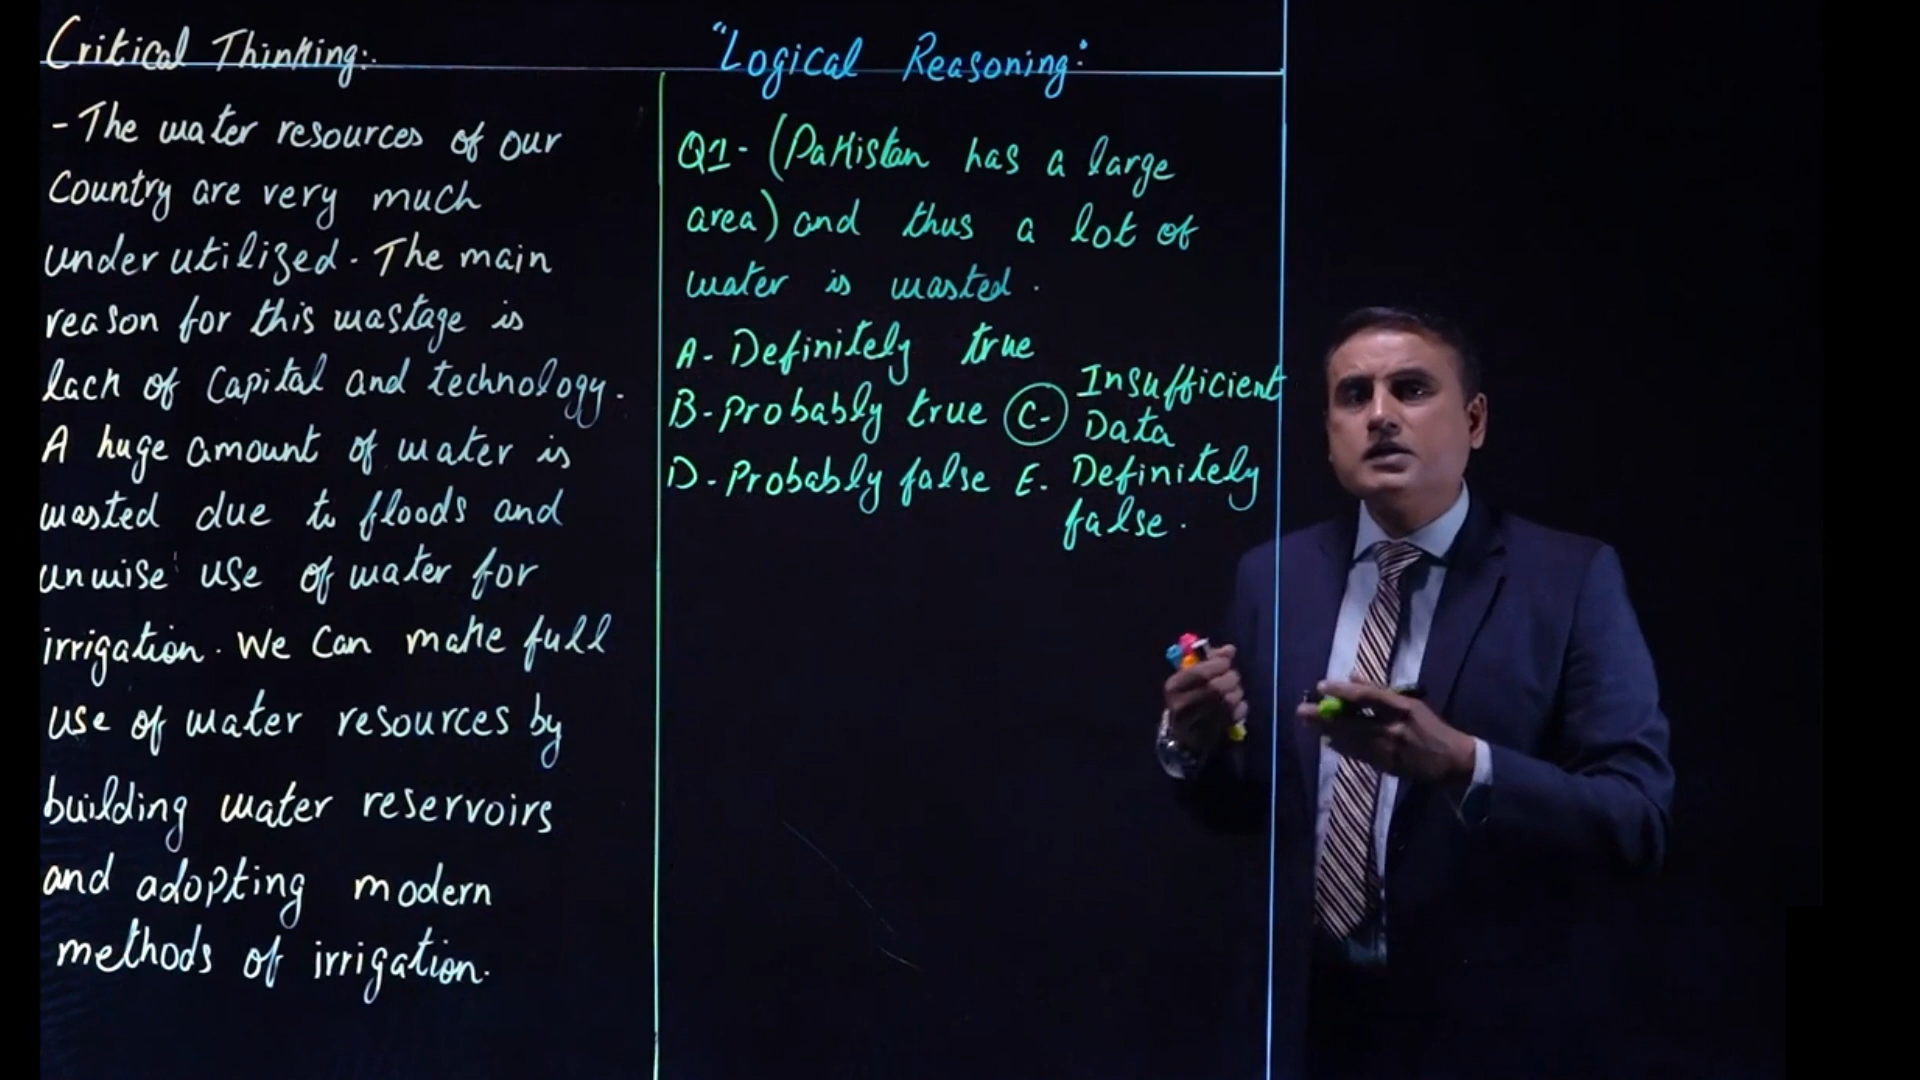 Critical Thinking:.
- The water resources of our
Country are very much
under utilized. The main
reason for this wastage is
lack of Capital and technology.
A huge amount of water is
wasted due to floods and
unwise use of water for
irrigation. We Can make full
use of water resources by
building water reservoirs
and adopting modern
methods of irrigation.
"Logical Reasoning:"
Q1- (Pakistan has a large
area) and thus a lot of
water is wasted.
A- Definitely true
B- Probably true C- Insufficient
Data
D- Probably false E. Definitely
false.